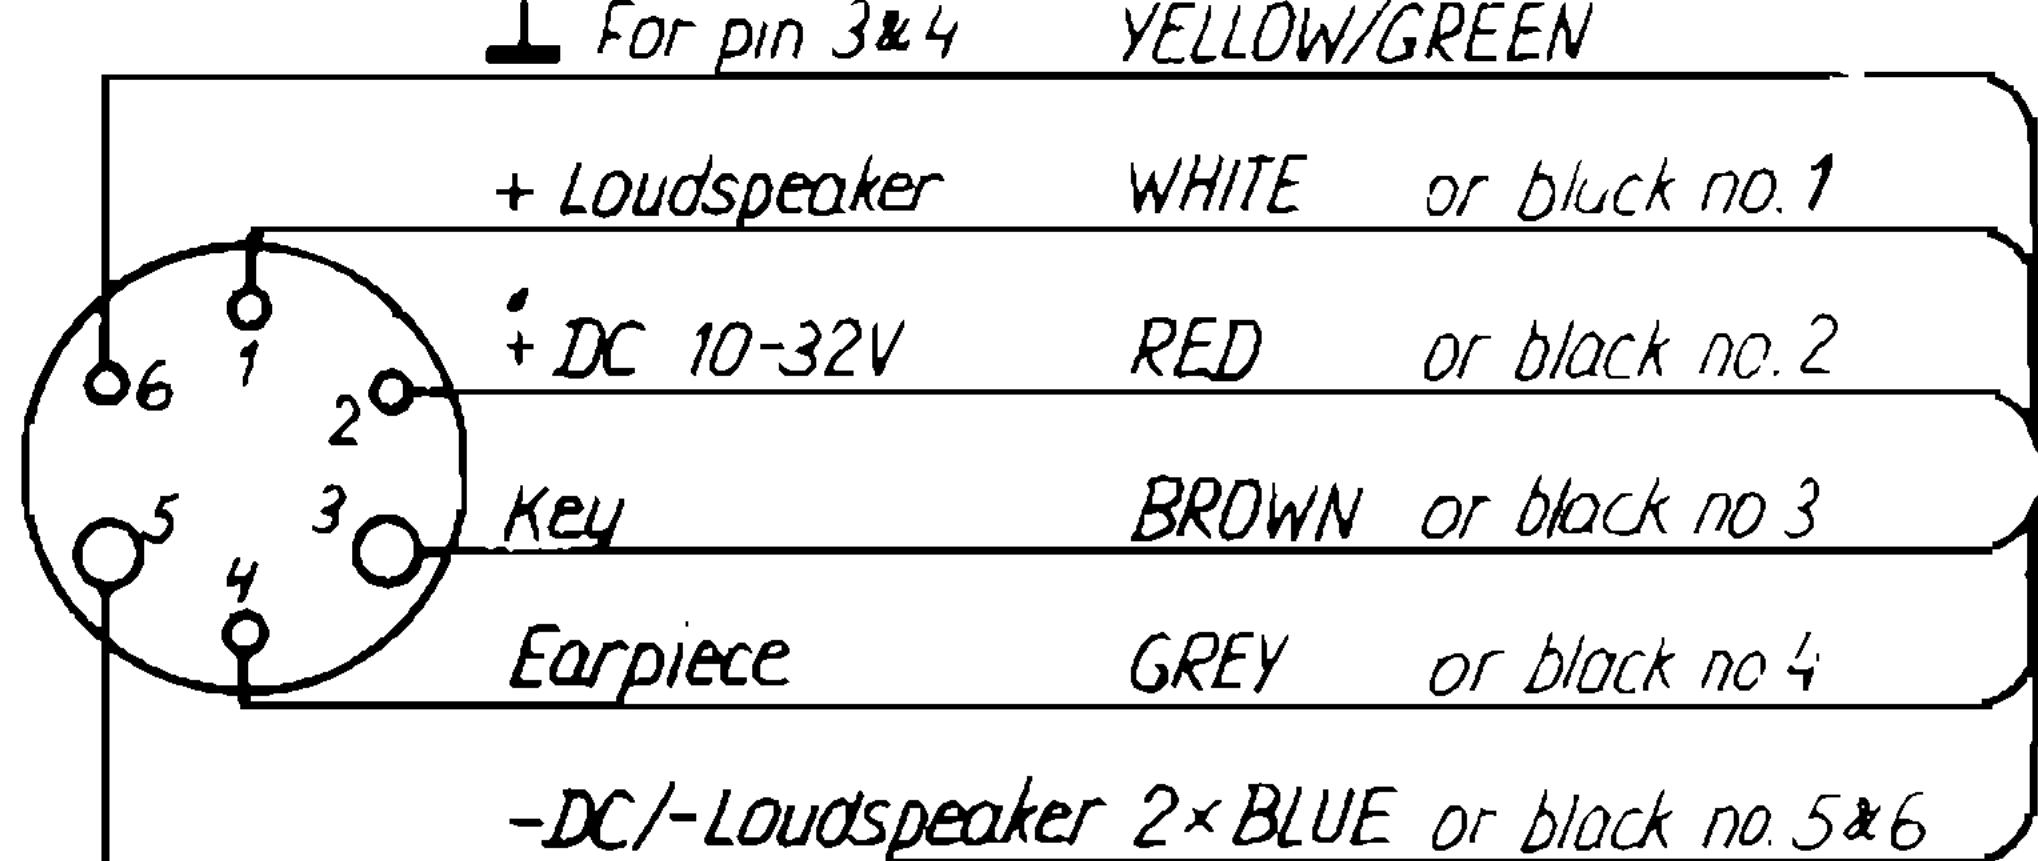 ⊥ For pin 3&4 YELLOW/GREEN
+ Loudspeaker WHITE or black no. 1
+ DC 10-32V RED or black no. 2
Key BROWN or black no 3
Earpiece GREY or black no 4
-DC/-Loudspeaker 2x BLUE or black no. 5&6
1
6
2
5
3
4